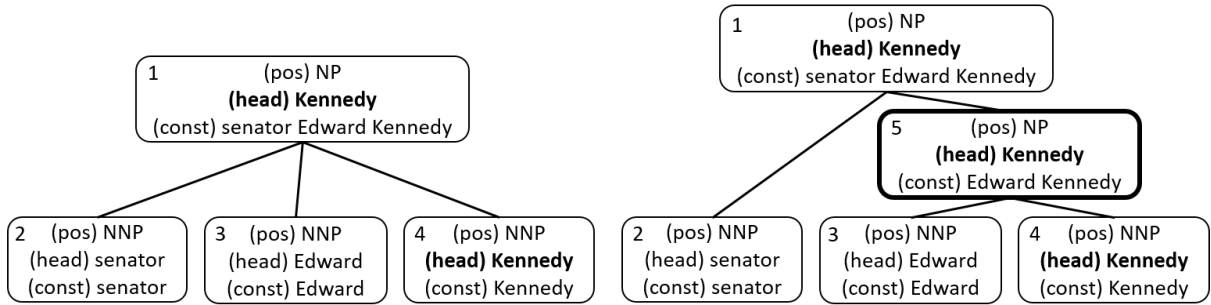 1 (pos) NP
(head) Kennedy
(const) senator Edward Kennedy
2 (pos) NNP
(head) senator
(const) senator
3 (pos) NNP
(head) Edward
(const) Edward
4 (pos) NNP
(head) Kennedy
(const) Kennedy
1 (pos) NP
(head) Kennedy
(const) senator Edward Kennedy
5 (pos) NP
(head) Kennedy
(const) Edward Kennedy
2 (pos) NNP
(head) senator
(const) senator
3 (pos) NNP
(head) Edward
(const) Edward
4 (pos) NNP
(head) Kennedy
(const) Kennedy